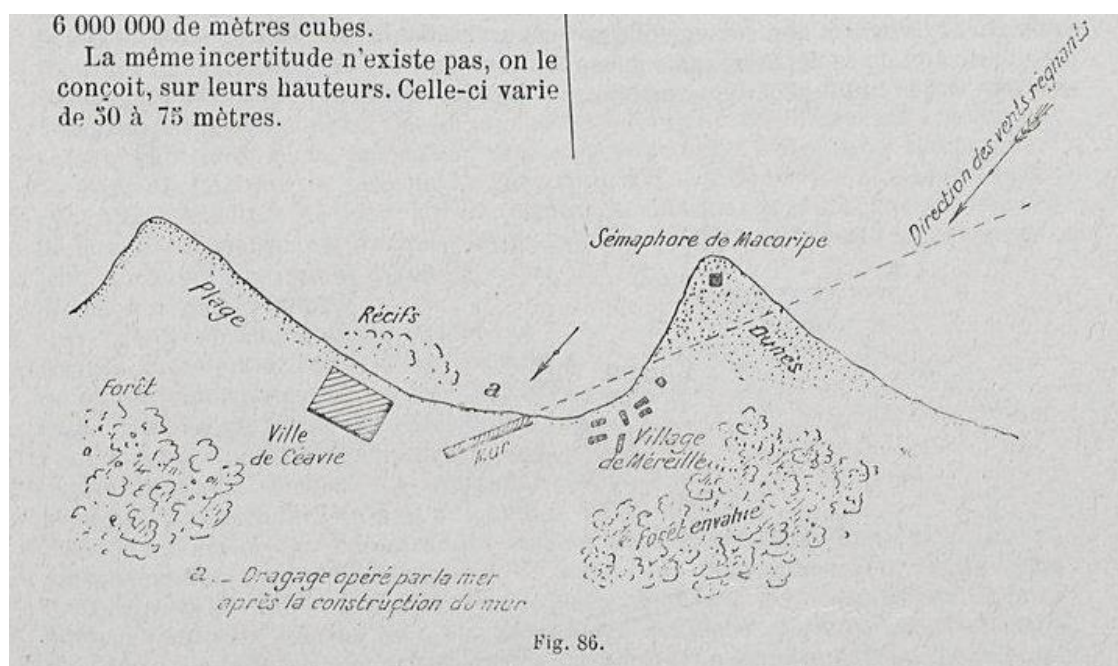 6 000 000 de mètres cubes.
La même incertitude n'existe pas, on le
conçoit, sur leurs hauteurs. Celle-ci varie
de 50 à 75 mètres.
Direction des vents règnants
Sémaphore de Macoripe
Plage
Récifs
Dunes
a
Forêt
Ville
de Céavie
Mur
Village
de Méreille
Forêt envahie
a._ Dragage opéré par la mer
après la construction du mur
Fig. 86.